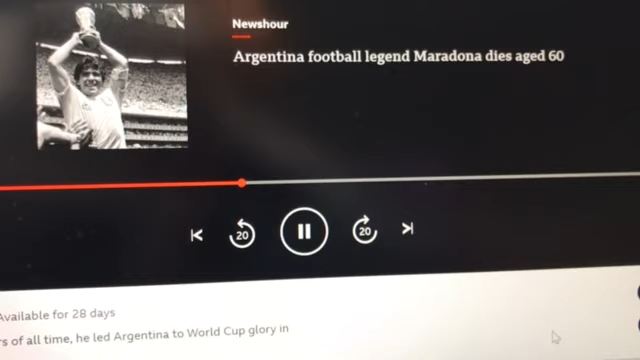 Newshour
Argentina football legend Maradona dies aged 60
20
20
Available for 28 days
rs of all time, he led Argentina to World Cup glory in